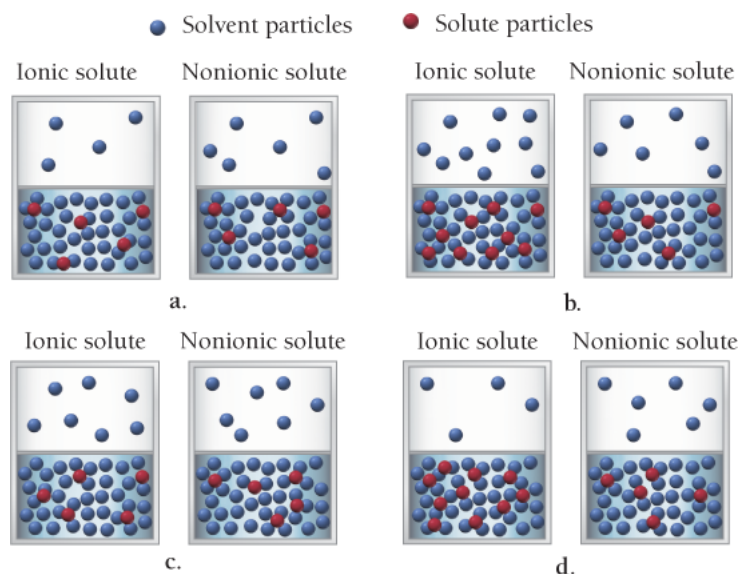 Solvent particles Solute particles
Ionic solute Nonionic solute Ionic solute Nonionic solute
a. b.
Ionic solute Nonionic solute Ionic solute Nonionic solute
c. d.